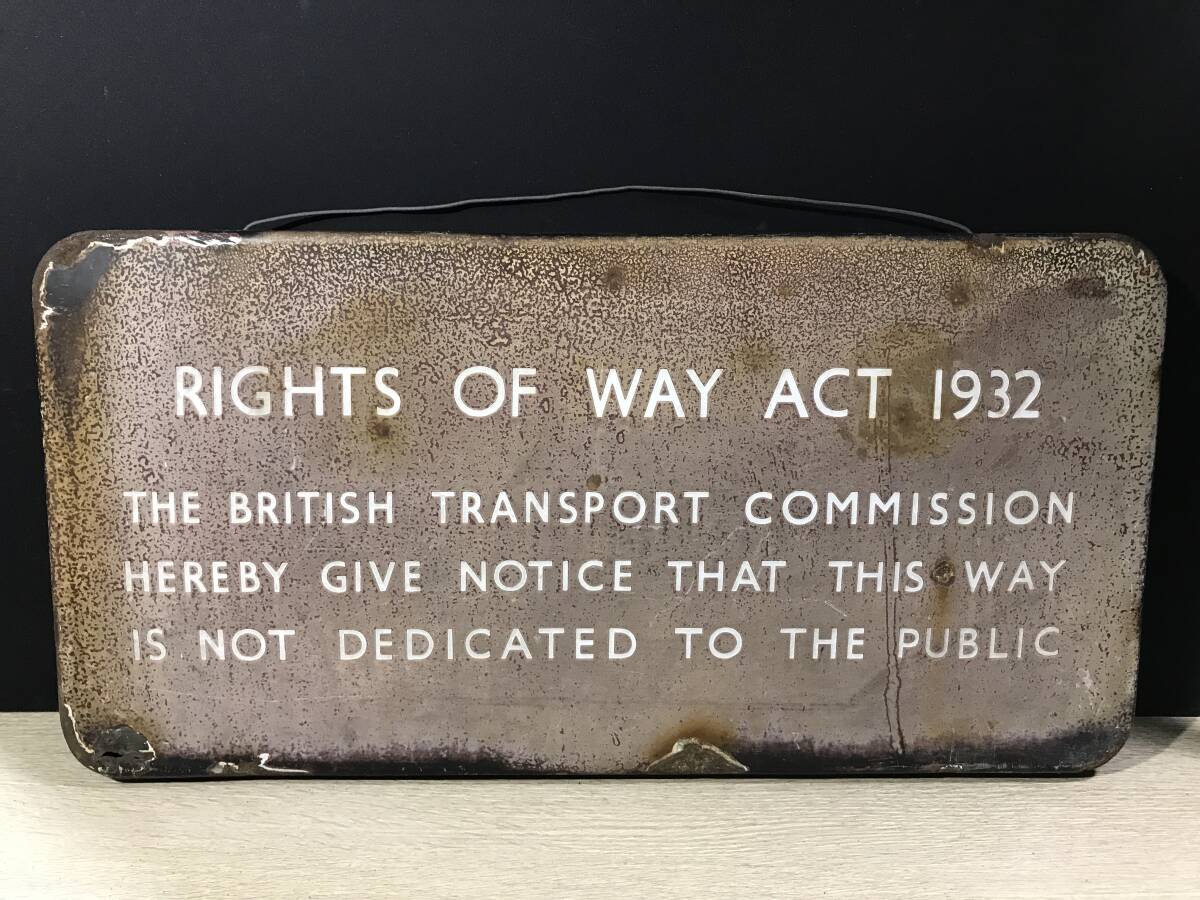 RIGHTS OF WAY ACT 1932
THE BRITISH TRANSPORT COMMISSION
HEREBY GIVE NOTICE THAT THIS WAY
IS NOT DEDICATED TO THE PUBLIC